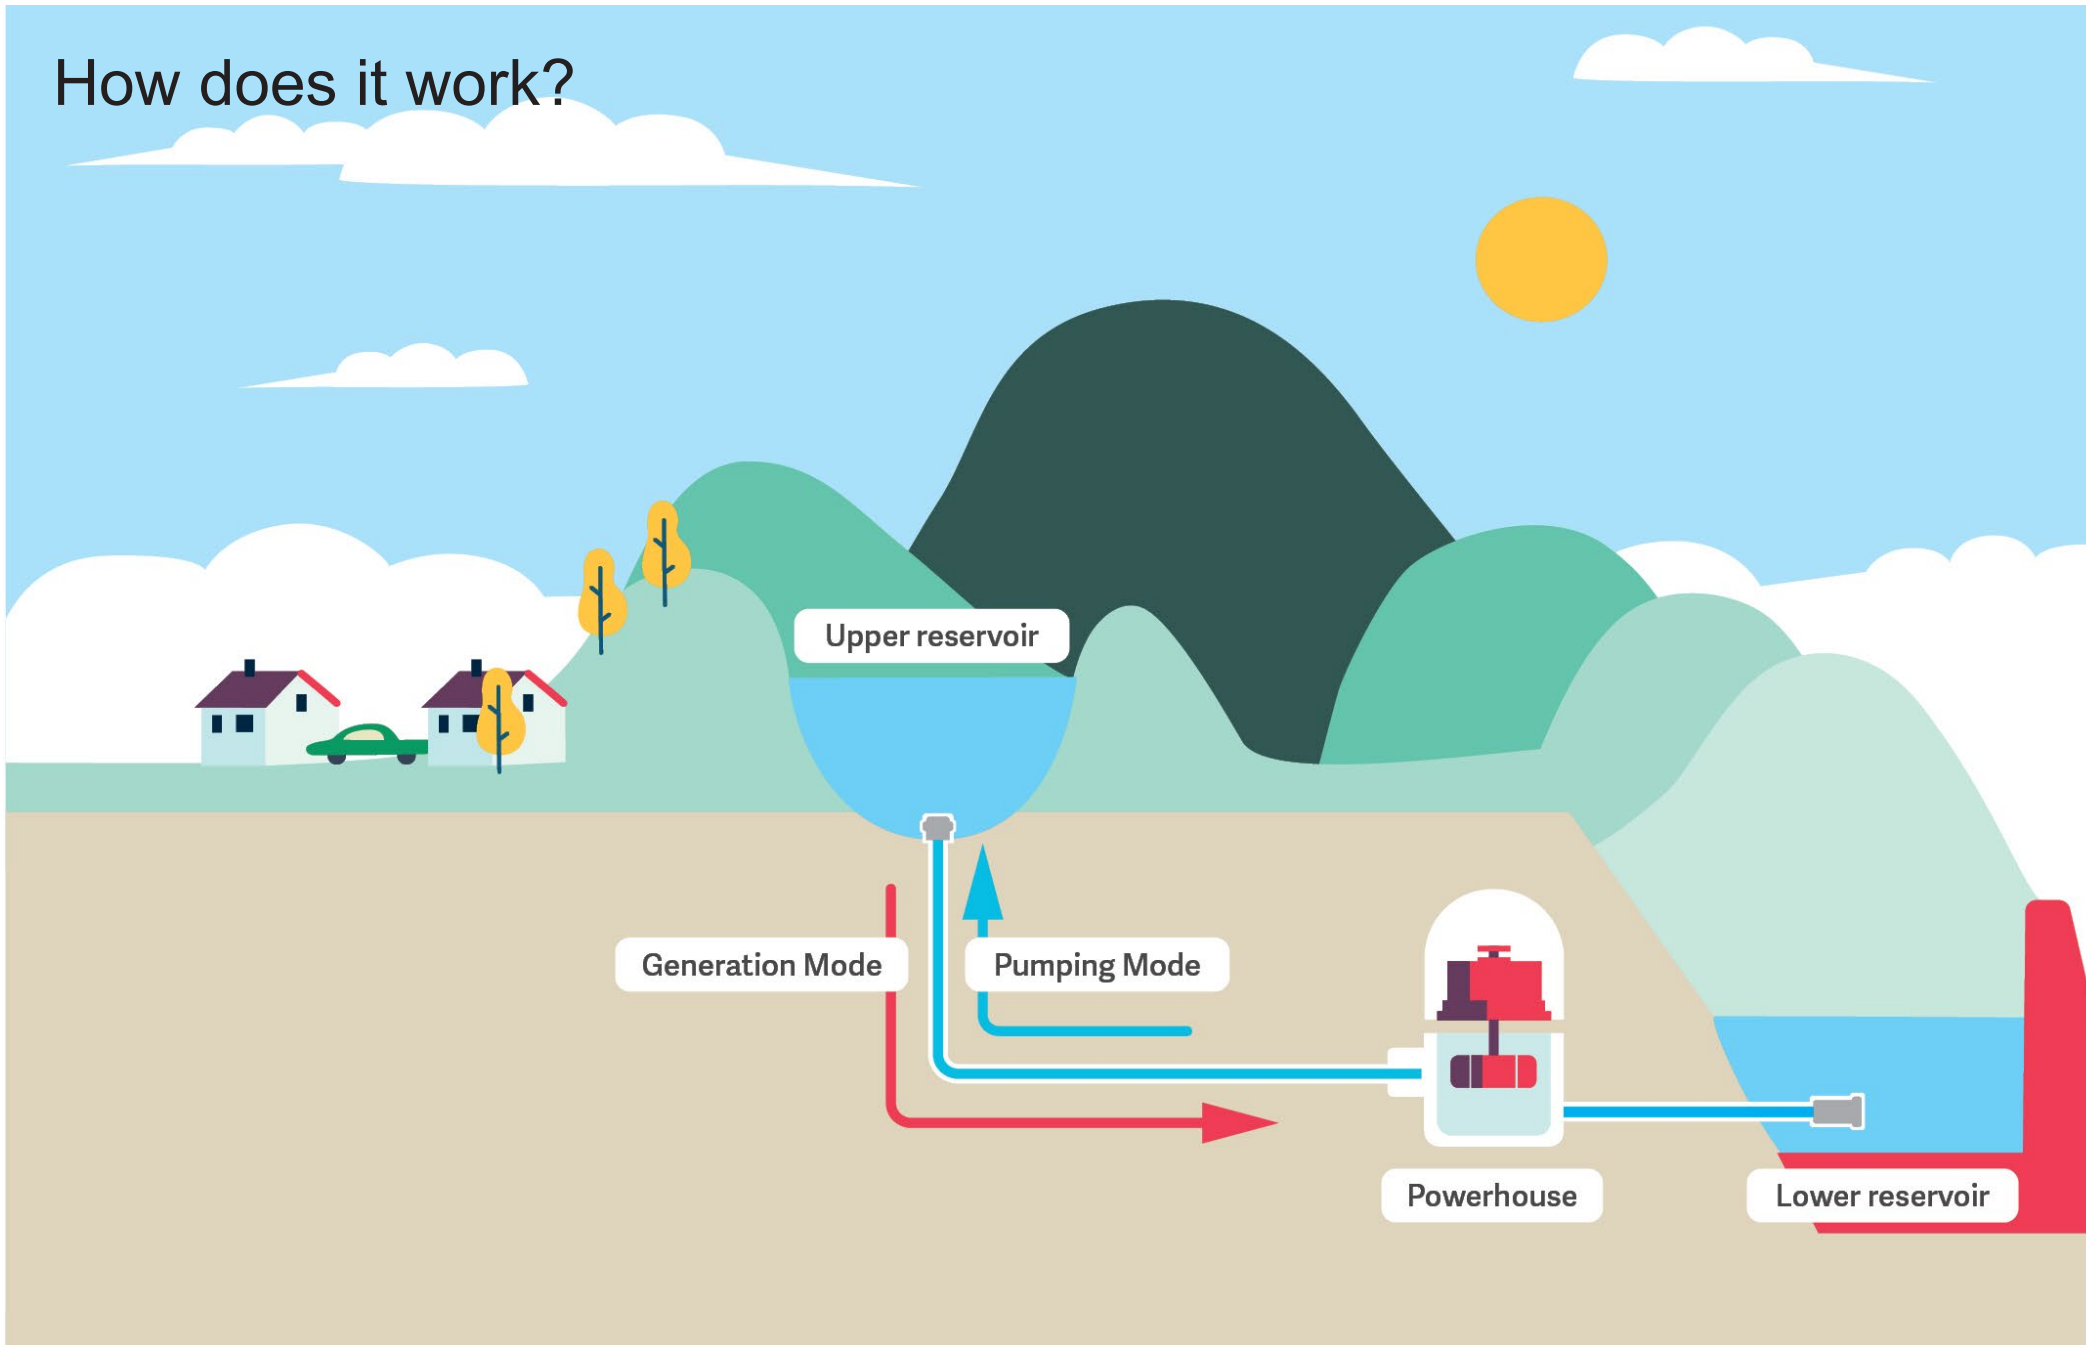 How does it work?
Upper reservoir
Generation Mode
Pumping Mode
Powerhouse
Lower reservoir